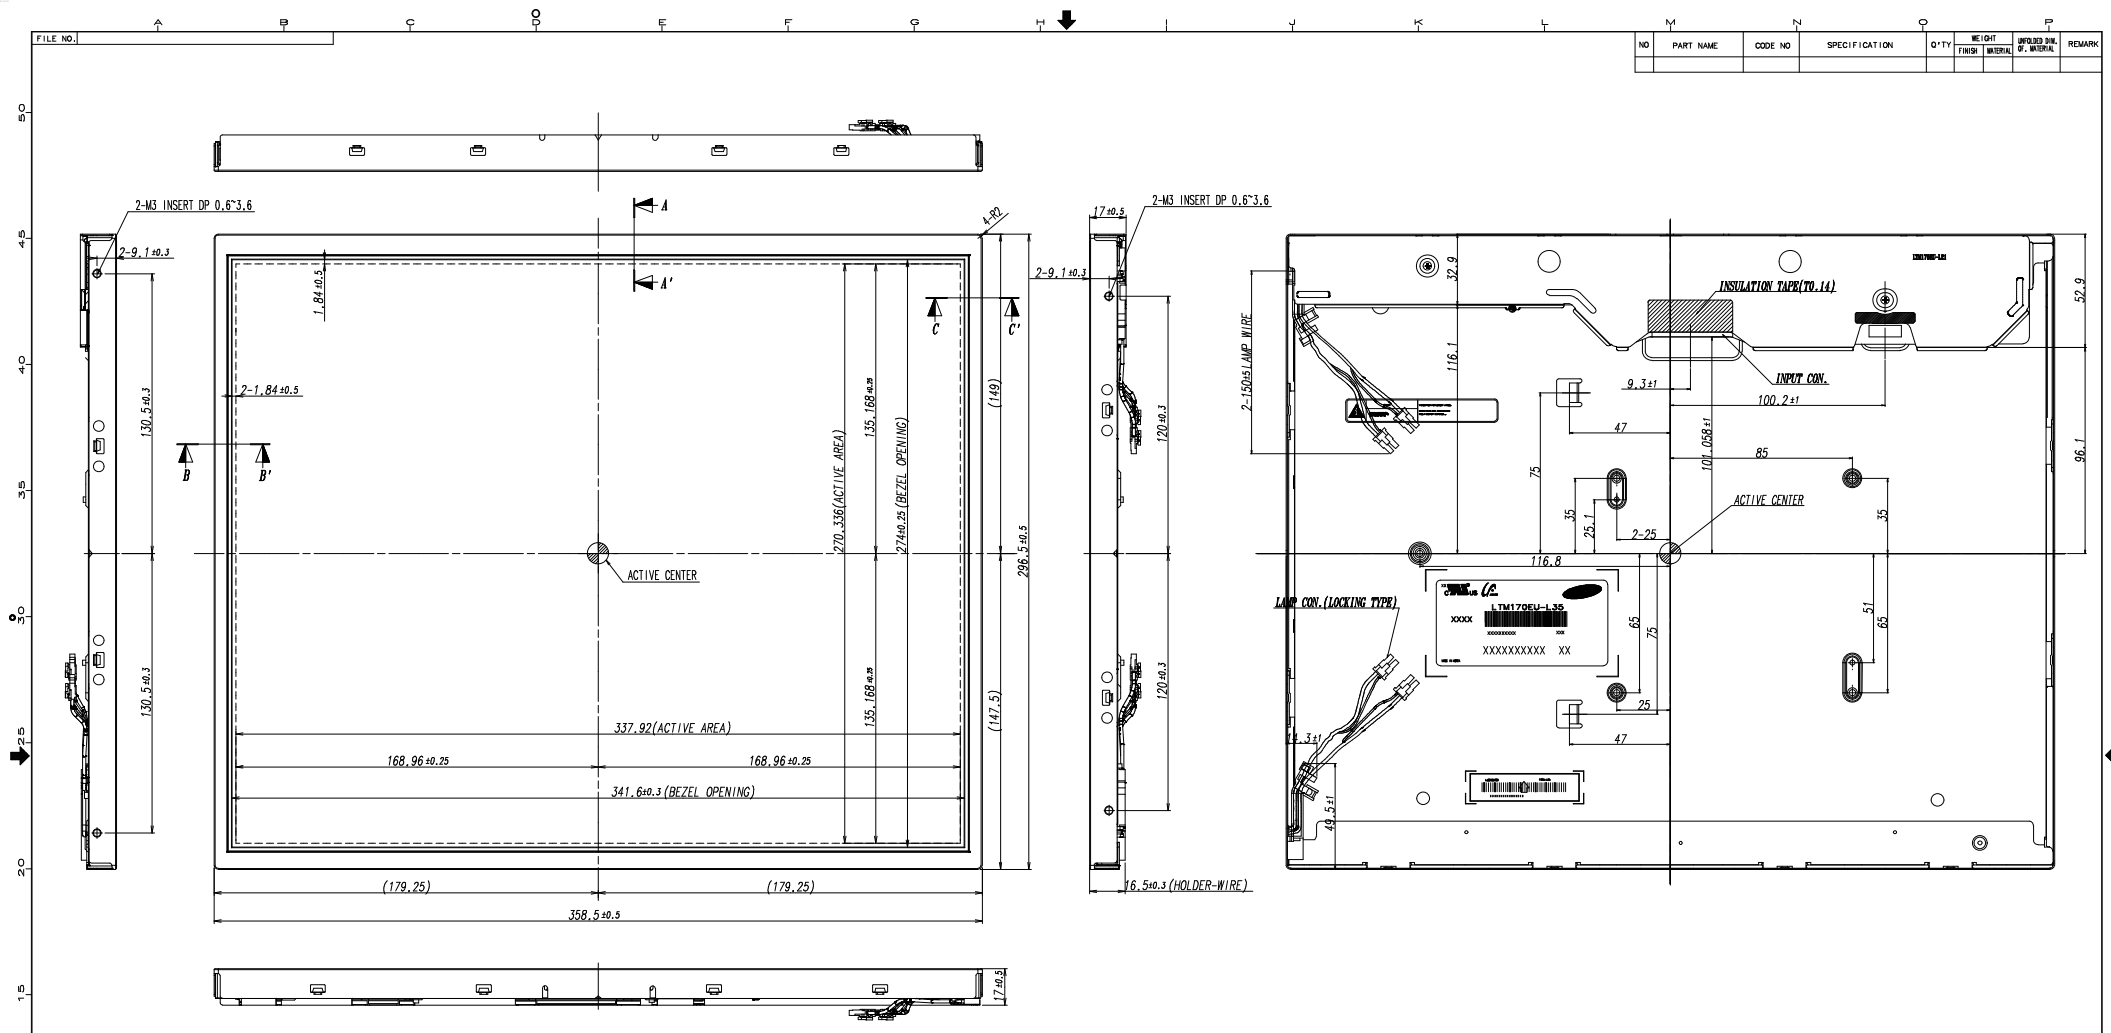 A B C D E F G H I J K L M N O P
FILE NO.
NO PART NAME CODE NO SPECIFICATION Q'TY WEIGHT UNFOLDED DIM. OF. MATERIAL REMARK
FINISH MATERIAL
50
45
40
35
30
25
20
15
2-M3 INSERT DP 0.6~3.6
2-9.1±0.3
130.5±0.3
130.5±0.3
A
A'
4-R2
1.84±0.5
C
C'
2-1.84±0.5
B
B'
(149)
135.168±0.25
270.336(ACTIVE AREA)
274±0.25(BEZEL OPENING)
296.5±0.5
ACTIVE CENTER
135.168±0.25
(147.5)
337.92(ACTIVE AREA)
168.96±0.25
168.96±0.25
341.6±0.3(BEZEL OPENING)
(179.25)
(179.25)
358.5±0.5
17±0.5
17±0.5
2-M3 INSERT DP 0.6~3.6
2-9.1±0.3
120±0.3
120±0.3
16.5±0.3(HOLDER-WIRE)
32.9
52.9
INSULATION TAPE(T0.14)
2-150±5 LAMP WIRE
116.1
9.3±1
INPUT CON.
100.2±1
47
101.058±1
96.1
75
85
35
25.1
2-25
ACTIVE CENTER
35
116.8
LAMP CON.(LOCKING TYPE)
C US
LTM170EU-L35
XXXX
XXXXXXXXX XXX
XXXXXXXXXX XX
65
75
51
65
25
47
14.3±1
49.5±1